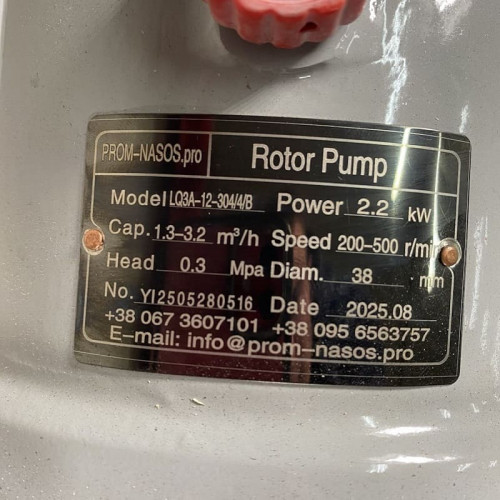 PROM-NASOS.pro Rotor Pump
Model LQ3A-12-304/4/B Power 2.2 kW
Cap. 1.3-3.2 m³/h Speed 200-500 r/min
Head 0.3 Mpa Diam. 38 mm
No. YI2505280516 Date 2025.08
+38 067 3607101 +38 095 6563757
E-mail: info@prom-nasos.pro